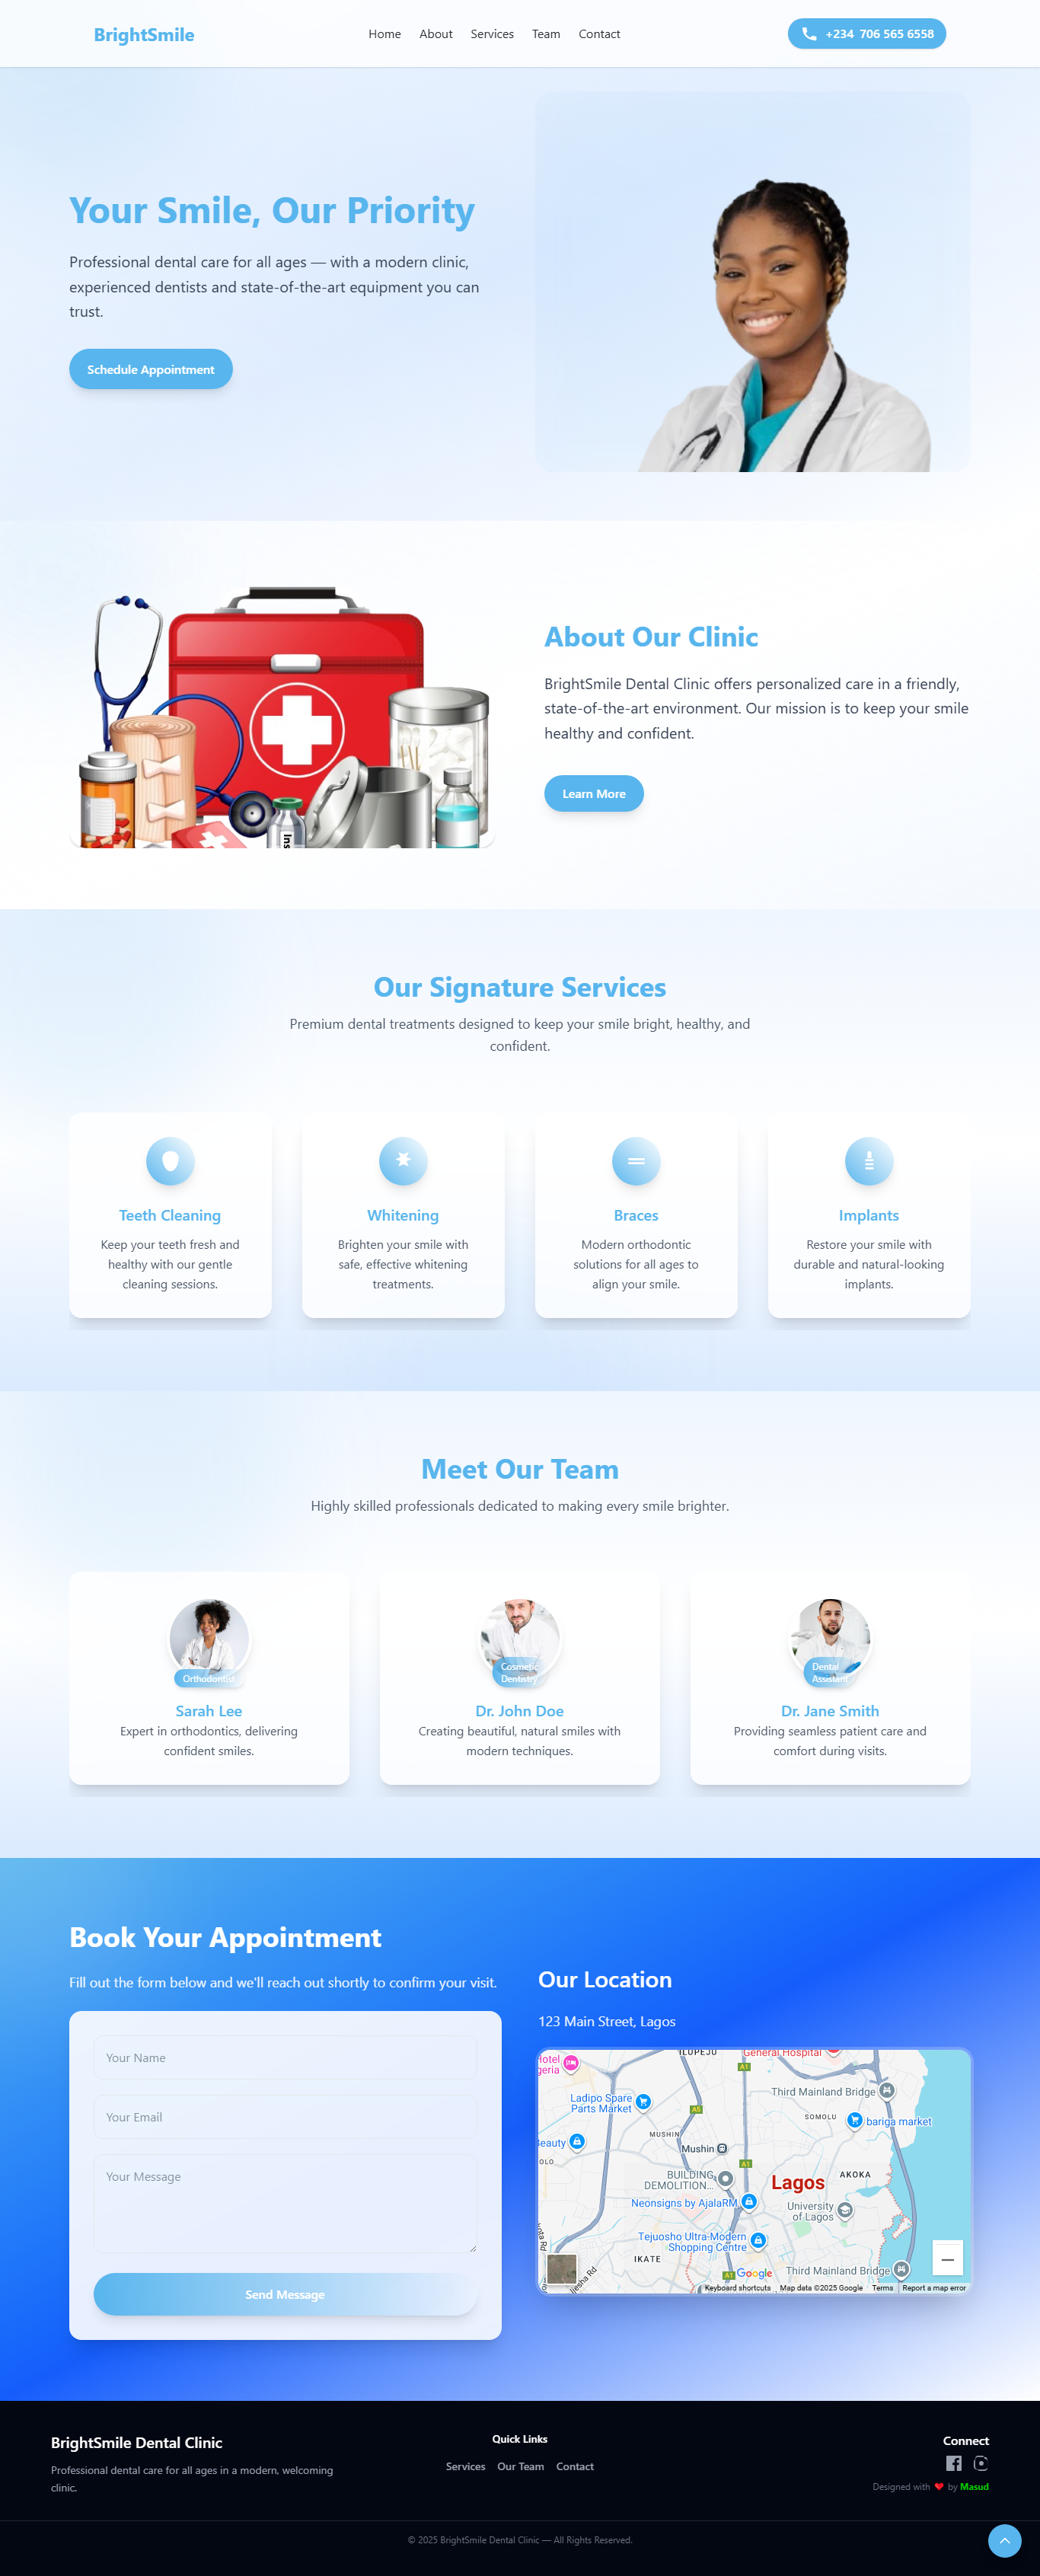 BrightSmile
Home About Services Team Contact
+234 706 565 6558
Your Smile, Our Priority
Professional dental care for all ages — with a modern clinic,
experienced dentists and state-of-the-art equipment you can
trust.
Schedule Appointment
Ins
About Our Clinic
BrightSmile Dental Clinic offers personalized care in a friendly,
state-of-the-art environment. Our mission is to keep your smile
healthy and confident.
Learn More
Our Signature Services
Premium dental treatments designed to keep your smile bright, healthy, and
confident.
Teeth Cleaning
Keep your teeth fresh and
healthy with our gentle
cleaning sessions.
Whitening
Brighten your smile with
safe, effective whitening
treatments.
Braces
Modern orthodontic
solutions for all ages to
align your smile.
Implants
Restore your smile with
durable and natural-looking
implants.
Meet Our Team
Highly skilled professionals dedicated to making every smile brighter.
Orthodontist
Sarah Lee
Expert in orthodontics, delivering
confident smiles.
Cosmetic
Dentistry
Dr. John Doe
Creating beautiful, natural smiles with
modern techniques.
Dental
Assistant
Dr. Jane Smith
Providing seamless patient care and
comfort during visits.
Book Your Appointment
Fill out the form below and we'll reach out shortly to confirm your visit.
Your Name
Your Email
Your Message
Send Message
Our Location
123 Main Street, Lagos
Hotel
geria
ILUPEJU
General Hospital
A1
Third Mainland Bridge
Ladipo Spare
Parts Market
A5
SOMOLU
bariga market
MUSHIN
Beauty
Mushin
OLO
A1
BUILDING
DEMOLITION...
Lagos
AKOKA
Neonsigns by AjalaRM
University
of Lagos
Tejuosho Ultra-Modern
Shopping Centre
IKATE
Third Mainland Bridge
A1
Google
ota Rd
ljesha Rd
Keyboard shortcuts Map data ©2025 Google Terms Report a map error
BrightSmile Dental Clinic
Professional dental care for all ages in a modern, welcoming
clinic.
Quick Links
Services Our Team Contact
Connect
Designed with ❤ by Masud
© 2025 BrightSmile Dental Clinic — All Rights Reserved.